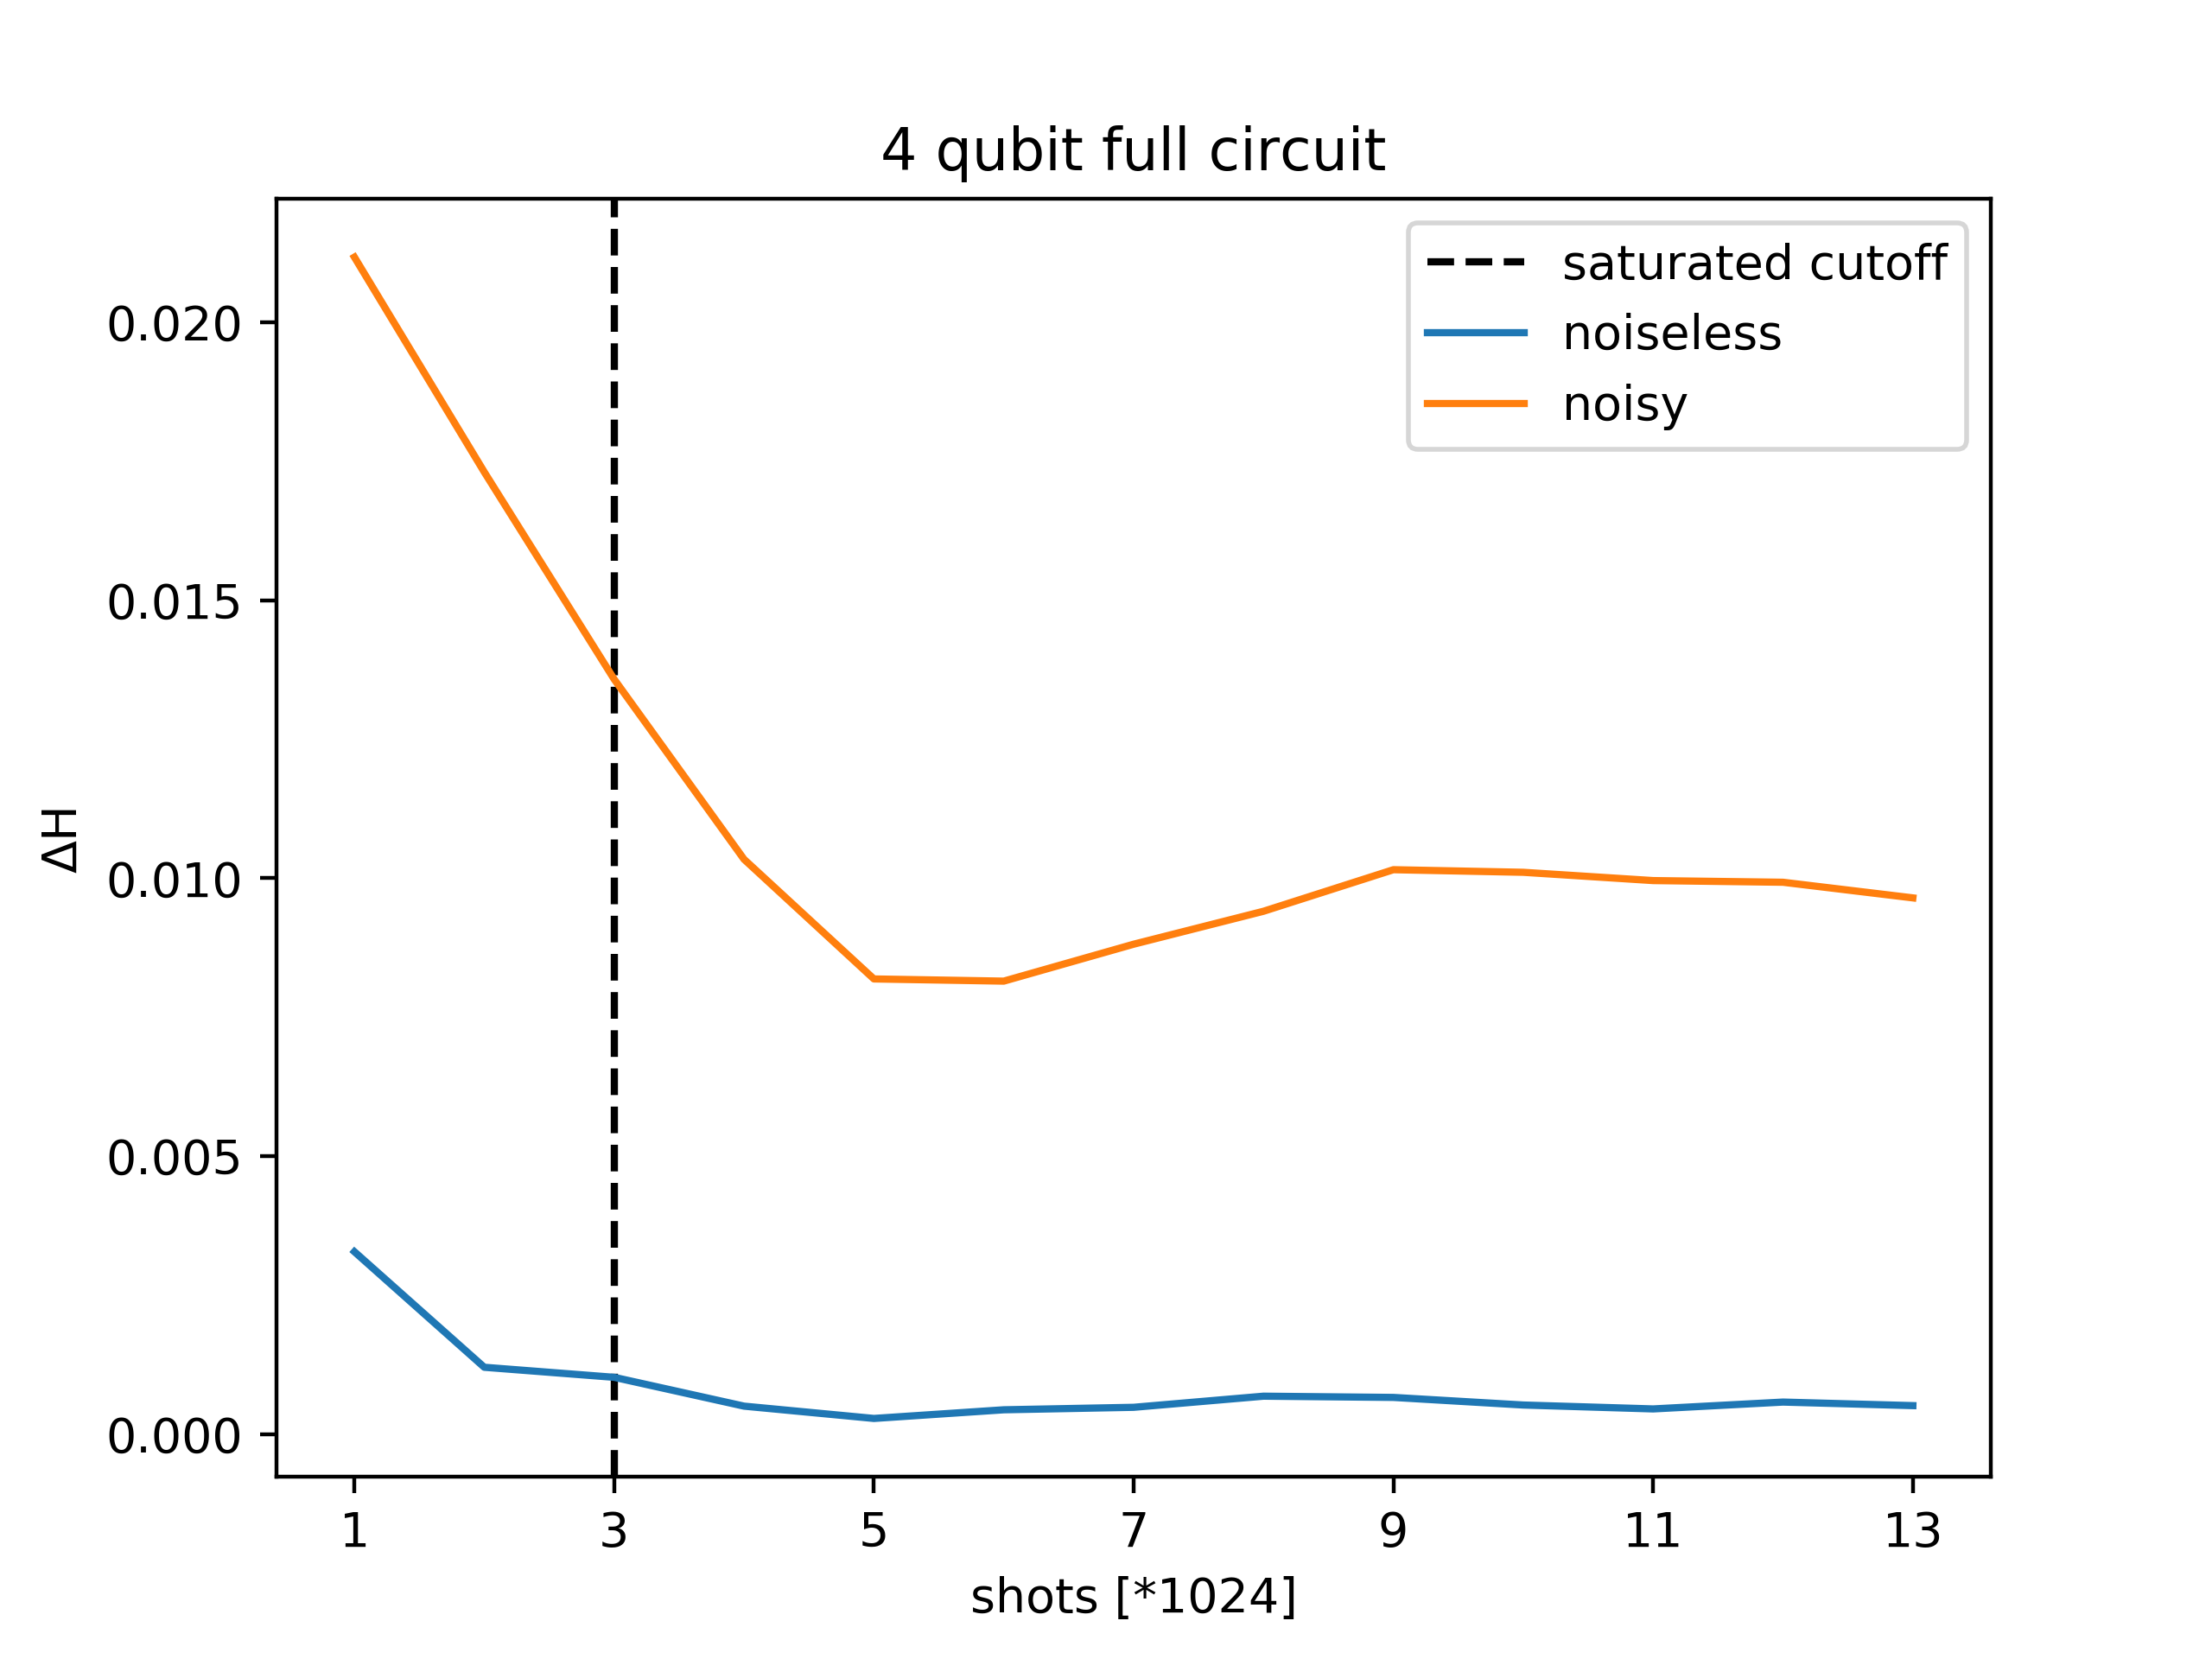 4 qubit full circuit
saturated cutoff
noiseless
noisy
0.020
0.015
0.010
0.005
0.000
ΔH
1 3 5 7 9 11 13
shots [*1024]